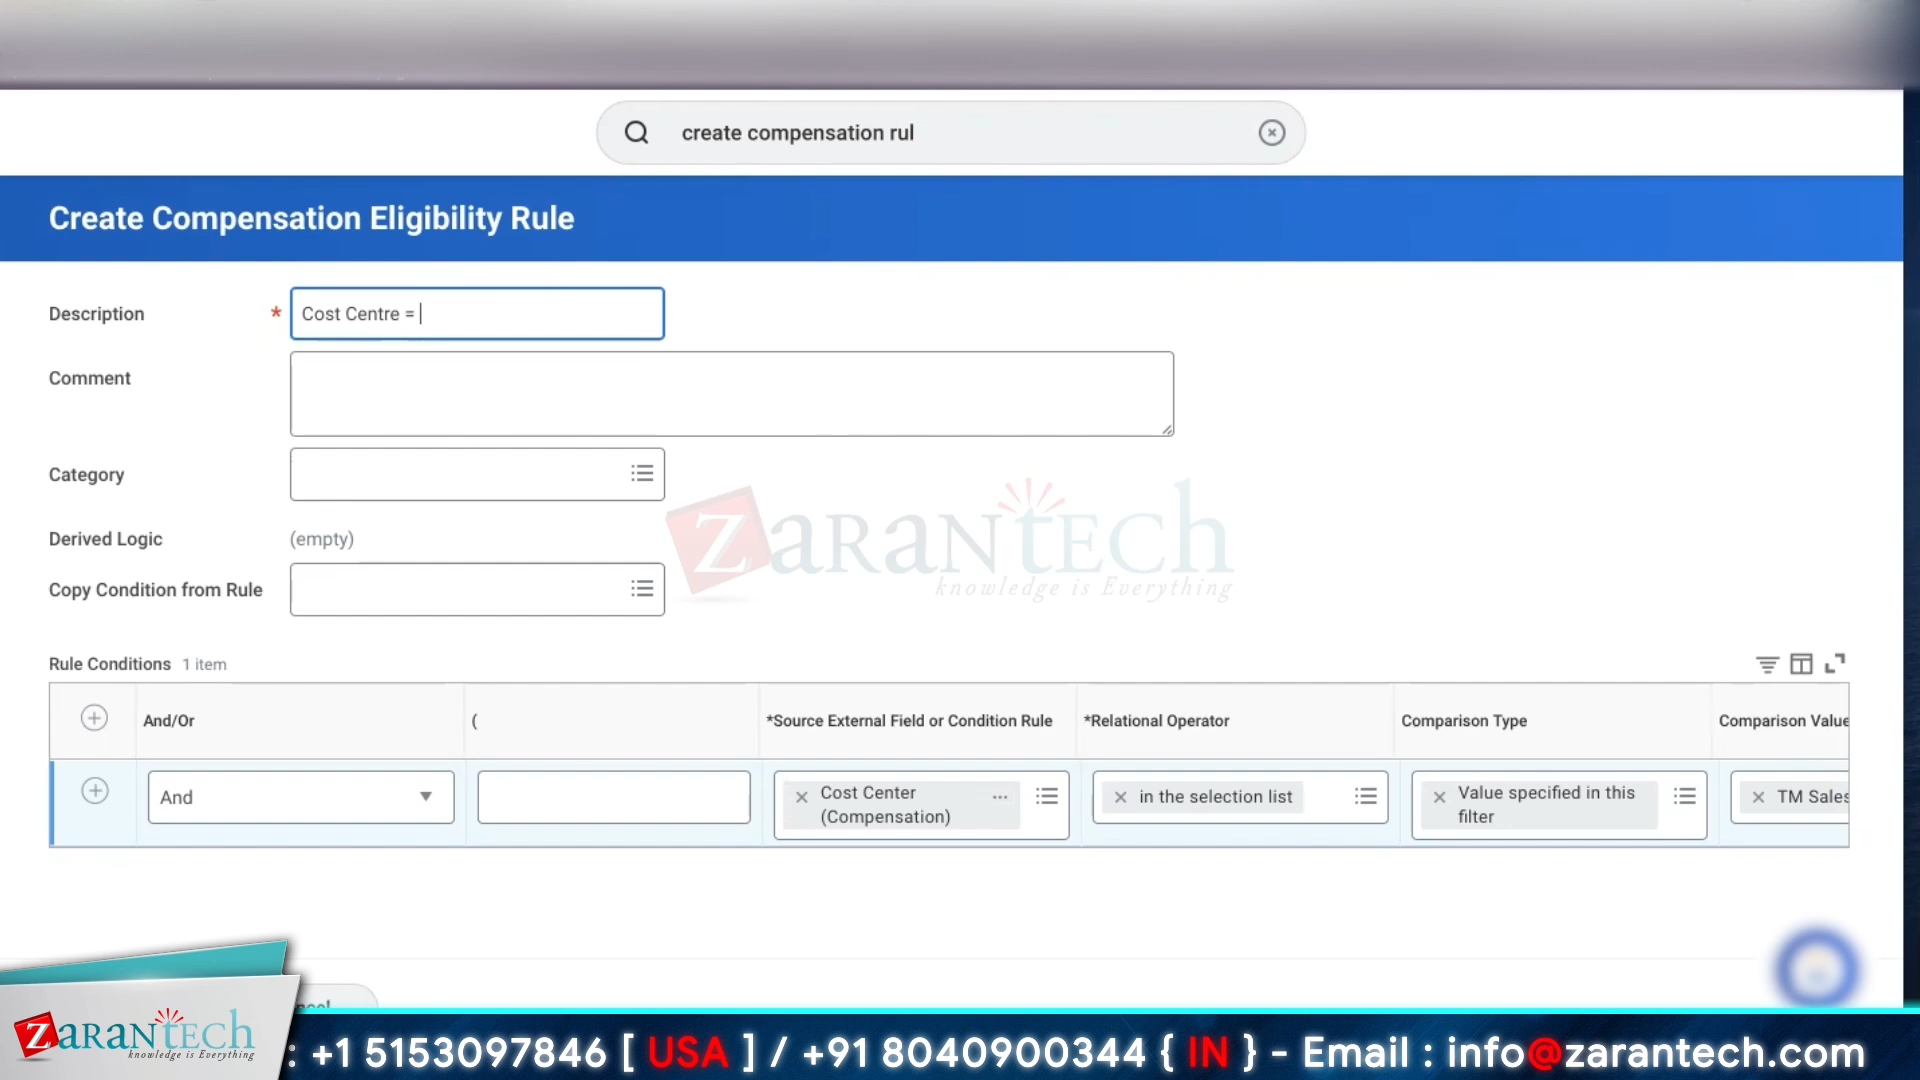 create compensation rul
Create Compensation Eligibility Rule
Description * Cost Centre =
Comment
Category
Derived Logic (empty)
Copy Condition from Rule
ZaranTech
knowledge is Everything
Rule Conditions 1 item
And/Or ( *Source External Field or Condition Rule *Relational Operator Comparison Type Comparison Value
And Cost Center (Compensation) in the selection list Value specified in this filter TM Sales
ZaranTech
knowledge is Everything
: +1 5153097846 [ USA ] / +91 8040900344 { IN } - Email : info@zarantech.com